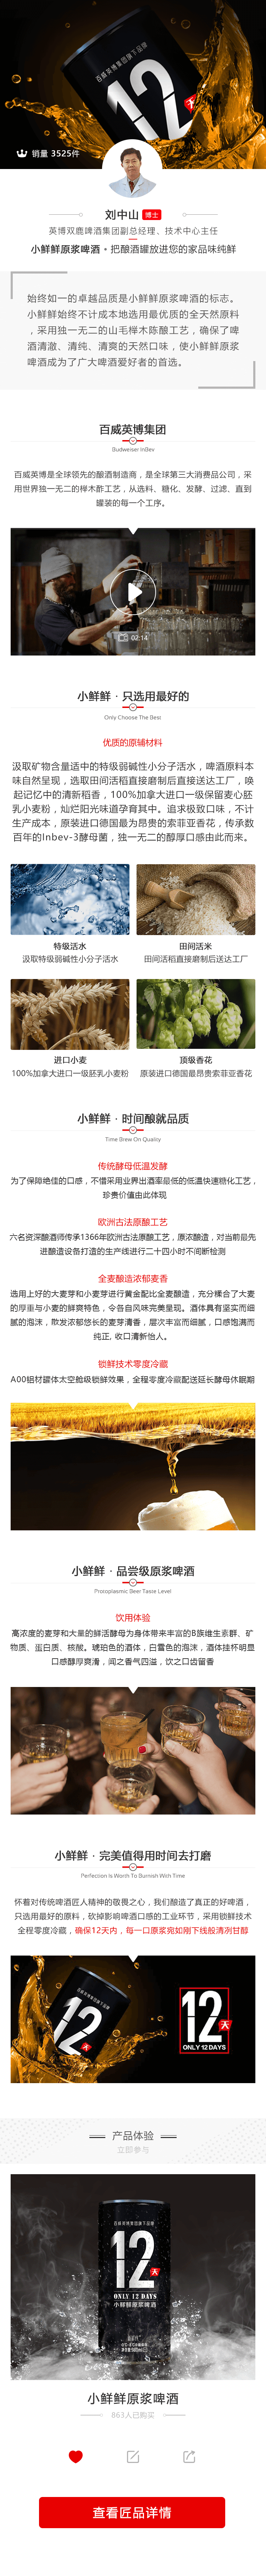 百威英博集团旗下品牌
12
天
销量 3525件
刘中山 博士
英博双鹿啤酒集团副总经理、技术中心主任
小鲜鲜原浆啤酒 • 把酿酒罐放进您的家品味纯鲜
始终如一的卓越品质是小鲜鲜原浆啤酒的标志。
小鲜鲜始终不计成本地选用最优质的全天然原料
，采用独一无二的山毛榉木陈酿工艺，确保了啤
酒清澈、清纯、清爽的天然口味，使小鲜鲜原浆
啤酒成为了广大啤酒爱好者的首选。
百威英博集团
Budweiser InBev
百威英博是全球领先的酿酒制造商，是全球第三大消费品公司，采
用世界独一无二的榉木酢工艺，从选料、糖化、发酵、过滤、直到
罐装的每一个工序。
02:14
小鲜鲜 · 只选用最好的
Only Choose The Best
优质的原辅材料
汲取矿物含量适中的特级弱碱性小分子活水，啤酒原料本
味自然呈现，选取田间活稻直接磨制后直接送达工厂，唤
起记忆中的清新稻香，100%加拿大进口一级保留麦心胚
乳小麦粉，灿烂阳光味道孕育其中。追求极致口味，不计
生产成本，原装进口德国最为昂贵的索菲亚香花，传承数
百年的Inbev-3酵母菌，独一无二的醇厚口感由此而来。
特级活水
汲取特级弱碱性小分子活水
田间活米
田间活稻直接磨制后送达工厂
进口小麦
100%加拿大进口一级胚乳小麦粉
顶级香花
原装进口德国最昂贵索菲亚香花
小鲜鲜 · 时间酿就品质
Time Brew On Quality
传统酵母低温发酵
为了保障绝佳的口感，不惜采用业界出酒率最低的低温快速糖化工艺，
珍贵价值由此体现
欧洲古法原酿工艺
六名资深酿酒师传承1366年欧洲古法原酿工艺，原浓酿造，对当前最先
进酿造设备打造的生产线进行二十四小时不间断检测
全麦酿造浓郁麦香
选用上好的大麦芽和小麦芽进行黄金配比全麦酿造，充分糅合了大麦
的厚重与小麦的鲜爽特色，令各自风味完美呈现。酒体具有坚实而细
腻的泡沫，散发浓郁悠长的麦芽清香，层次丰富而细腻，口感饱满而
纯正, 收口清新怡人。
锁鲜技术零度冷藏
A00铝材罐体太空舱级锁鲜效果，全程零度冷藏配送延长酵母休眠期
小鲜鲜 · 品尝级原浆啤酒
Protoplasmic Beer Taste Level
饮用体验
高浓度的麦芽和大量的鲜活酵母为身体带来丰富的B族维生素群、矿
物质、蛋白质、核酸。琥珀色的酒体，白雪色的泡沫，酒体挂杯明显
口感醇厚爽滑，闻之香气四溢，饮之口齿留香
小鲜鲜 · 完美值得用时间去打磨
Perfection Is Worth To Burnish With Time
怀着对传统啤酒匠人精神的敬畏之心，我们酿造了真正的好啤酒，
只选用最好的原料，砍掉影响啤酒口感的工业环节，采用锁鲜技术
全程零度冷藏，确保12天内，每一口原浆宛如刚下线般清冽甘醇
百威英博集团旗下品牌
12
天
12
天
ONLY 12 DAYS
产品体验
立即参与
百威英博集团旗下品牌
12
天
ONLY 12 DAYS
小鲜鲜原浆啤酒
小鲜鲜原浆啤酒
863人已购买
查看匠品详情